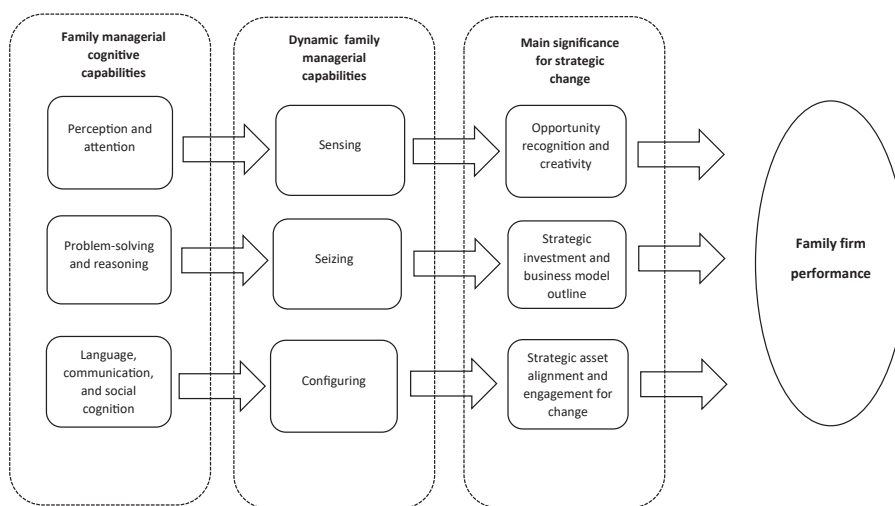 Family managerial
cognitive
capabilities
Dynamic family
managerial
capabilities
Main significance
for strategic
change
Perception and
attention
Sensing
Opportunity
recognition and
creativity
Problem-solving
and reasoning
Seizing
Strategic
investment and
business model
outline
Family firm
performance
Language,
communication,
and social
cognition
Configuring
Strategic asset
alignment and
engagement for
change